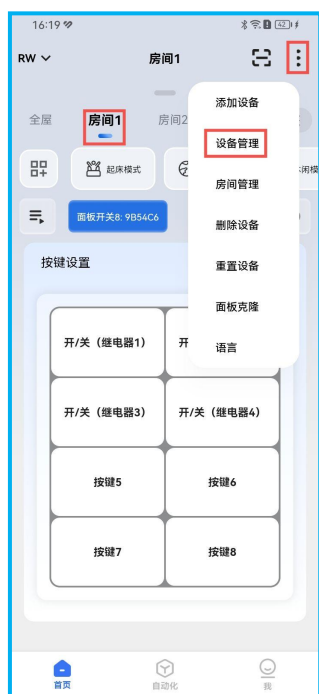 16:19
42
RW
房间1
添加设备
全屋
房间1
房间2
设备管理
起床模式
闲模
房间管理
面板开关8: 9B54C6
删除设备
按键设置
重置设备
面板克隆
开/关（继电器1）
开
语言
开/关（继电器3）
开/关（继电器4）
按键5
按键6
按键7
按键8
首页
自动化
我